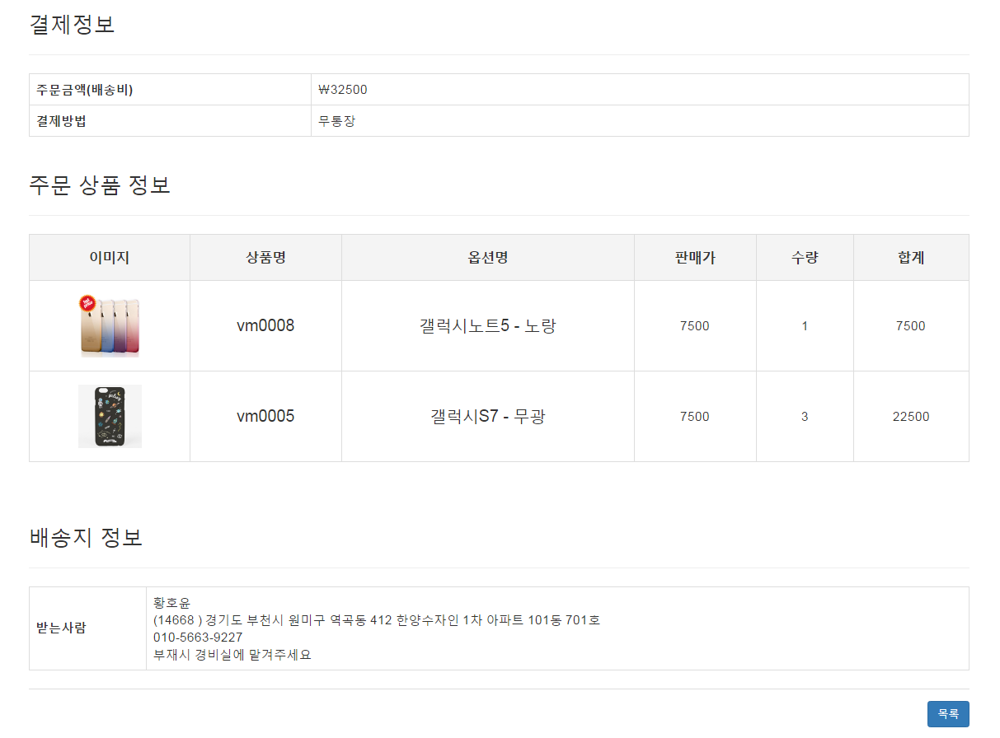 결제정보
주문금액(배송비) ₩32500
결제방법 무통장
주문 상품 정보
이미지 상품명 옵션명 판매가 수량 합계
vm0008 갤럭시노트5 - 노랑 7500 1 7500
vm0005 갤럭시S7 - 무광 7500 3 22500
배송지 정보
받는사람
황호윤
(14668 ) 경기도 부천시 원미구 역곡동 412 한양수자인 1차 아파트 101동 701호
010-5663-9227
부재시 경비실에 맡겨주세요
목록